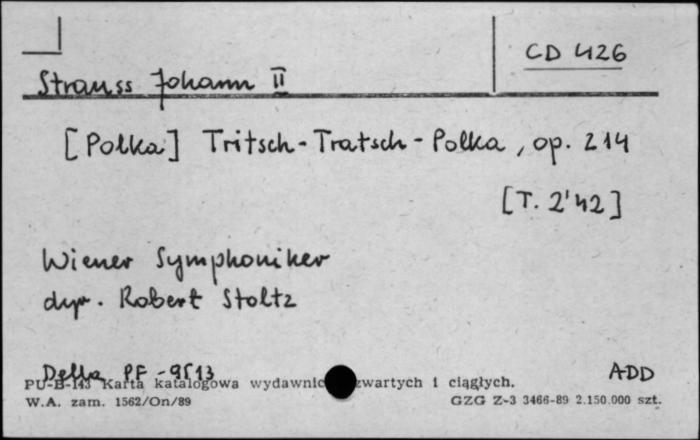 CD 426
Strauss Johann II
[Polka] Tritsch-Tratsch-Polka, op. 214
[T. 2'42]
Wiener Symphoniker
dyr. Robert Stoltz
Delta PF-9513 ADD
PU-B-143 Karta katalogowa wydawnic zwartych i ciągłych.
W.A. zam. 1562/On/89 GZG Z-3 3466-89 2.150.000 szt.